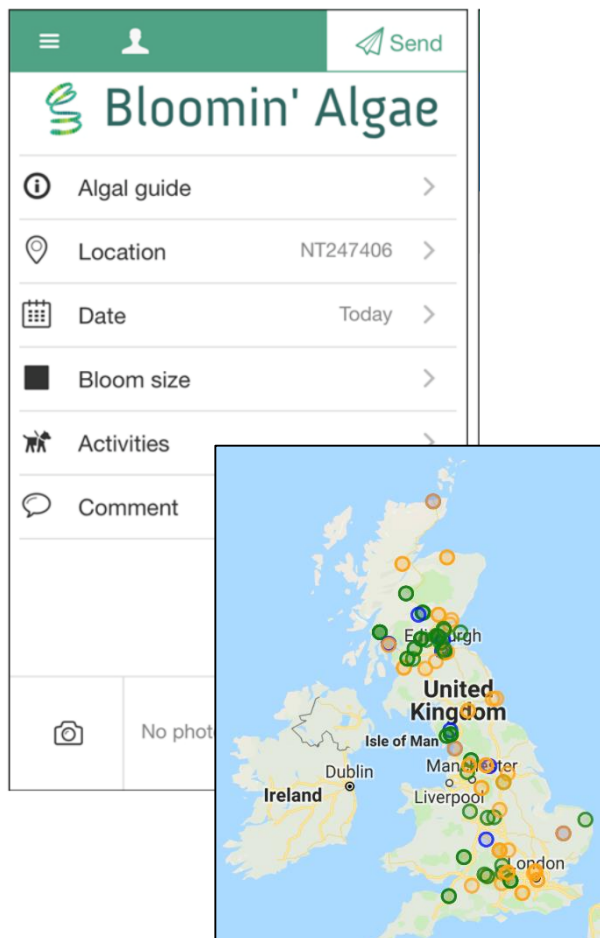 Send
Bloomin' Algae
Algal guide
Location NT247406
Date Today
Bloom size
Activities
Comment
No phot
Edinburgh
United
Kingdom
Isle of Man
Manchester
Dublin
Liverpool
Ireland
London